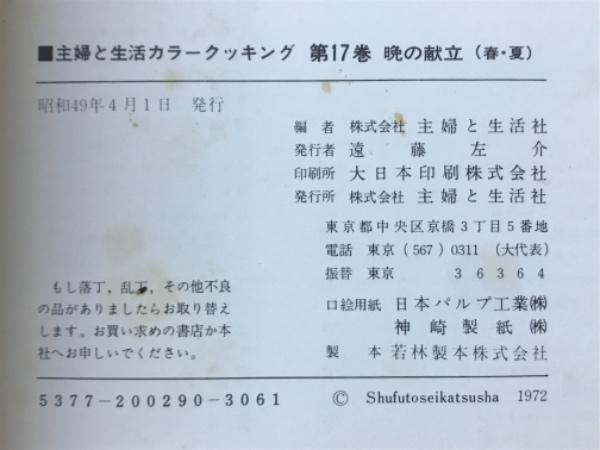 ■主婦と生活カラークッキング 第17巻 晩の献立（春・夏）
昭和49年4月1日 発行
編者 株式会社 主婦と生活社
発行者 遠藤左介
印刷所 大日本印刷株式会社
発行所 株式会社 主婦と生活社
東京都中央区京橋3丁目5番地
電話 東京（567）0311（大代表）
振替 東京 36364
もし落丁，乱丁，その他不良
の品がありましたらお取り替え
します。お買い求めの書店か本
社へお申しいでください。
口絵用紙 日本パルプ工業㈱
神崎製紙㈱
製本 若林製本株式会社
5377-200290-3061
© Shufutoseikatsusha 1972